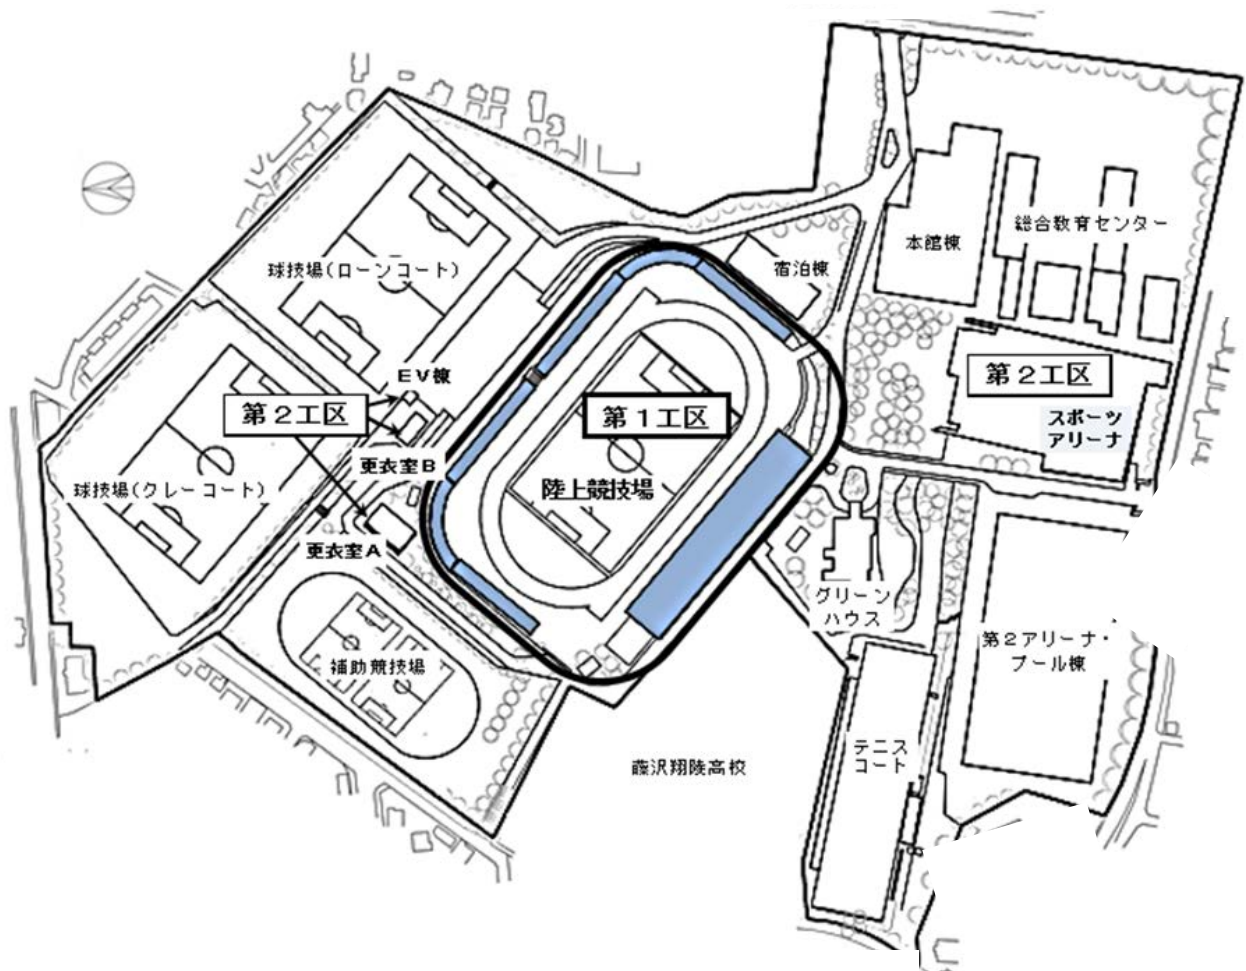 総合教育センター
本館棟
宿泊棟
球技場(ローンコート)
EV棟
第2工区
第1工区
第2工区
スポーツ
アリーナ
更衣室B
球技場(クレーコート)
陸上競技場
更衣室A
グリーン
ハウス
第2アリーナ・
プール棟
補助競技場
テニス
コート
藤沢翔陵高校